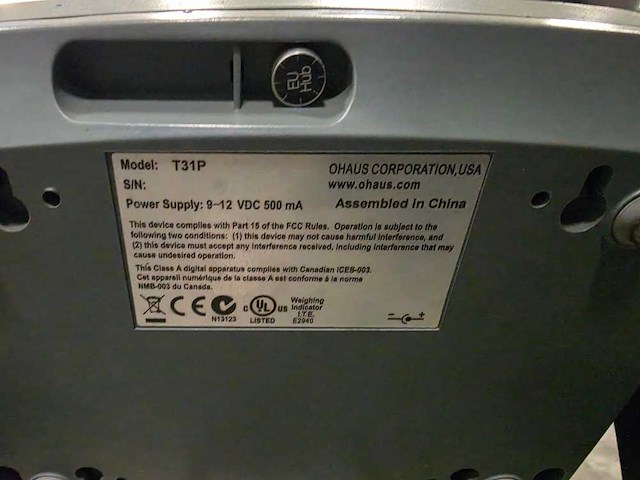 EU
Hub
Model: T31P
OHAUS CORPORATION,USA
S/N:
www.ohaus.com
Power Supply: 9-12 VDC 500 mA
Assembled in China
This device complies with Part 15 of the FCC Rules. Operation is subject to the
following two conditions: (1) this device may not cause harmful interference, and
(2) this device must accept any interference received, including interference that may
cause undesired operation.
This Class A digital apparatus complies with Canadian ICES-003.
Cet appareil numérique de la classe A est conforme à la norme
NMB-003 du Canada.
CE
N13123
c UL us
LISTED
Weighing
Indicator
I.T.E.
E2940
- +